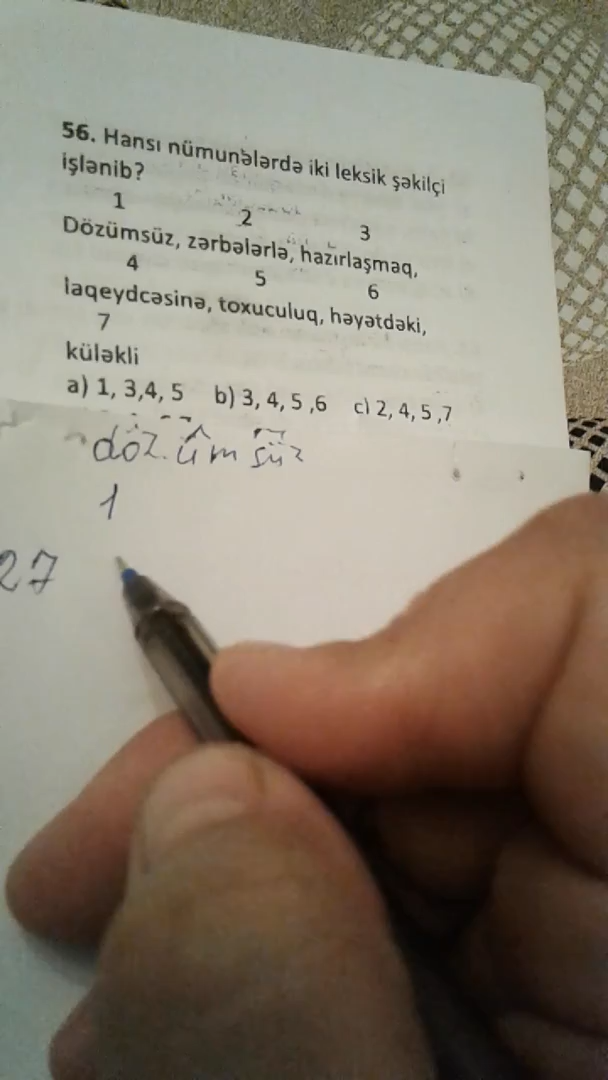 56. Hansı nümunələrdə iki leksik şəkilçi
işlənib?
1 2 3
Dözümsüz, zərbələrlə, hazırlaşmaq,
4 5 6
laqeydcəsinə, toxuculuq, həyətdəki,
7
küləkli
a) 1, 3,4, 5 b) 3, 4, 5 ,6 c) 2, 4, 5 ,7
döz.üm süz
1
27